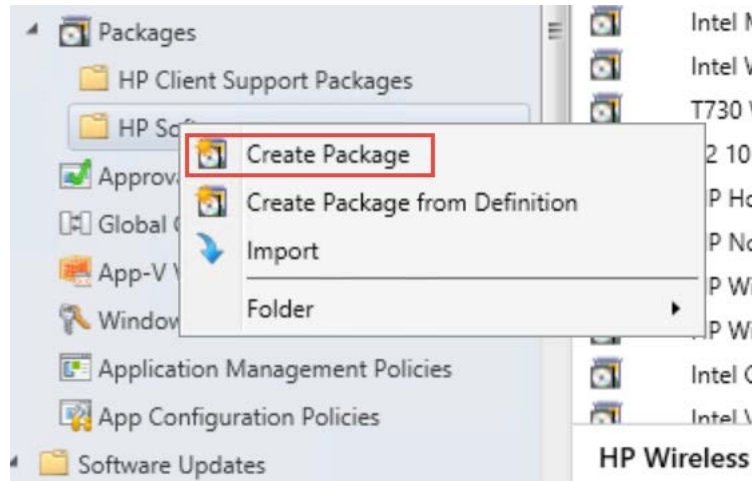 Packages
HP Client Support Packages
HP So
Create Package
Approv
Create Package from Definition
Global
Import
App-V
Folder
Window
Application Management Policies
App Configuration Policies
Software Updates
Intel
Intel
T730
2 10
P Ho
P No
P Wi
P Wi
Intel
Intel
HP Wireless